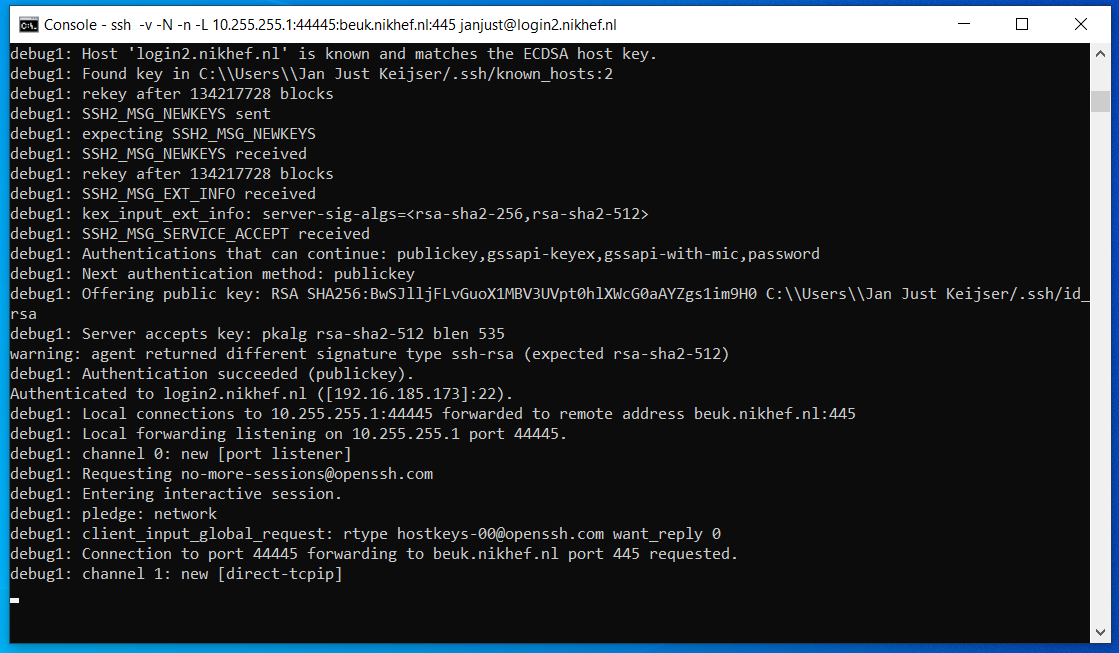 Console - ssh  -v -N -n -L 10.255.255.1:44445:beuk.nikhef.nl:445 janjust@login2.nikhef.nl
debug1: Host 'login2.nikhef.nl' is known and matches the ECDSA host key.
debug1: Found key in C:\\Users\\Jan Just Keijser/.ssh/known_hosts:2
debug1: rekey after 134217728 blocks
debug1: SSH2_MSG_NEWKEYS sent
debug1: expecting SSH2_MSG_NEWKEYS
debug1: SSH2_MSG_NEWKEYS received
debug1: rekey after 134217728 blocks
debug1: SSH2_MSG_EXT_INFO received
debug1: kex_input_ext_info: server-sig-algs=<rsa-sha2-256,rsa-sha2-512>
debug1: SSH2_MSG_SERVICE_ACCEPT received
debug1: Authentications that can continue: publickey,gssapi-keyex,gssapi-with-mic,password
debug1: Next authentication method: publickey
debug1: Offering public key: RSA SHA256:BwSJlljFLvGuoX1MBV3UVpt0hlXWcG0aAYZgs1im9H0 C:\\Users\\Jan Just Keijser/.ssh/id_
rsa
debug1: Server accepts key: pkalg rsa-sha2-512 blen 535
warning: agent returned different signature type ssh-rsa (expected rsa-sha2-512)
debug1: Authentication succeeded (publickey).
Authenticated to login2.nikhef.nl ([192.16.185.173]:22).
debug1: Local connections to 10.255.255.1:44445 forwarded to remote address beuk.nikhef.nl:445
debug1: Local forwarding listening on 10.255.255.1 port 44445.
debug1: channel 0: new [port listener]
debug1: Requesting no-more-sessions@openssh.com
debug1: Entering interactive session.
debug1: pledge: network
debug1: client_input_global_request: rtype hostkeys-00@openssh.com want_reply 0
debug1: Connection to port 44445 forwarding to beuk.nikhef.nl port 445 requested.
debug1: channel 1: new [direct-tcpip]